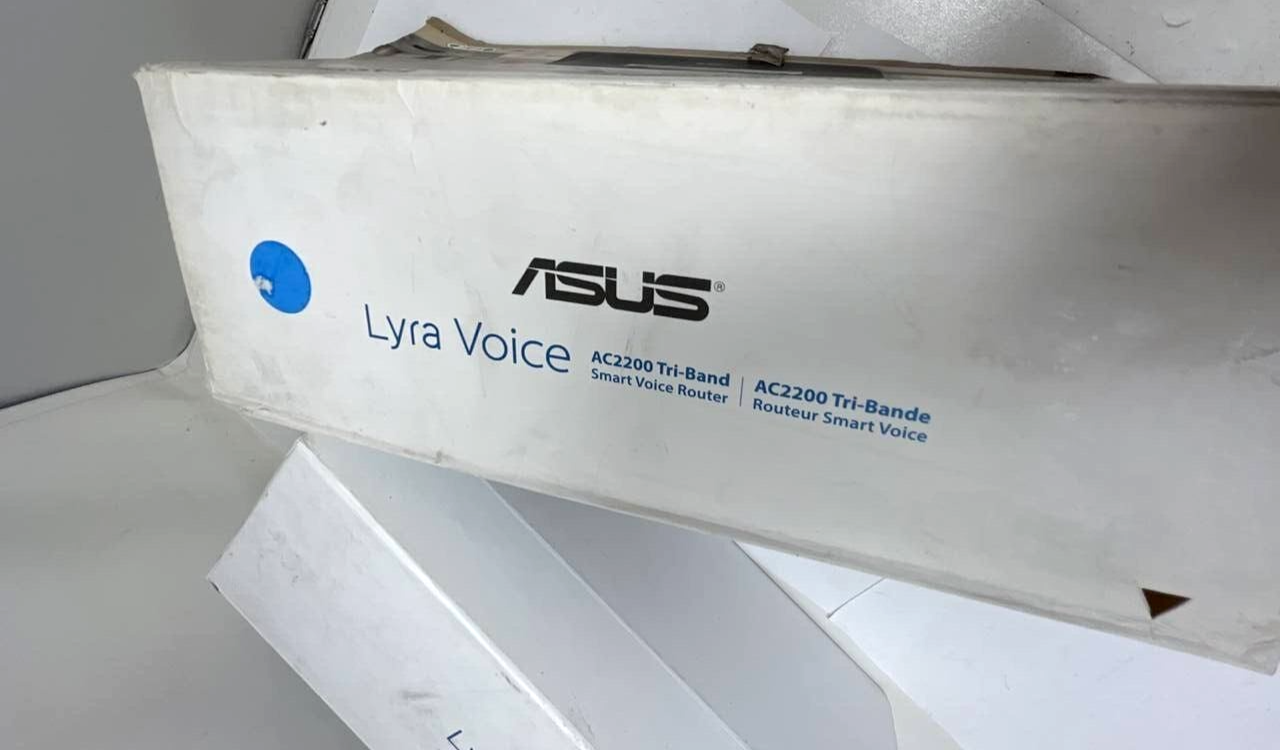 ASUS®
Lyra Voice
AC2200 Tri-Band
Smart Voice Router
AC2200 Tri-Bande
Routeur Smart Voice